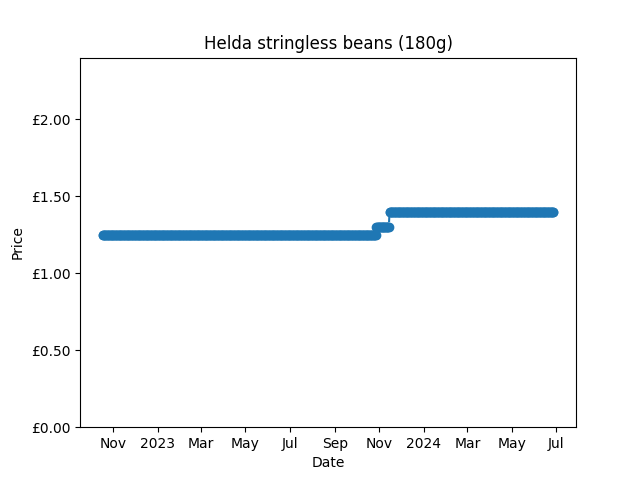 Helda stringless beans (180g)
£2.00
£1.50
£1.00
£0.50
£0.00
Price
Nov 2023 Mar May Jul Sep Nov 2024 Mar May Jul
Date